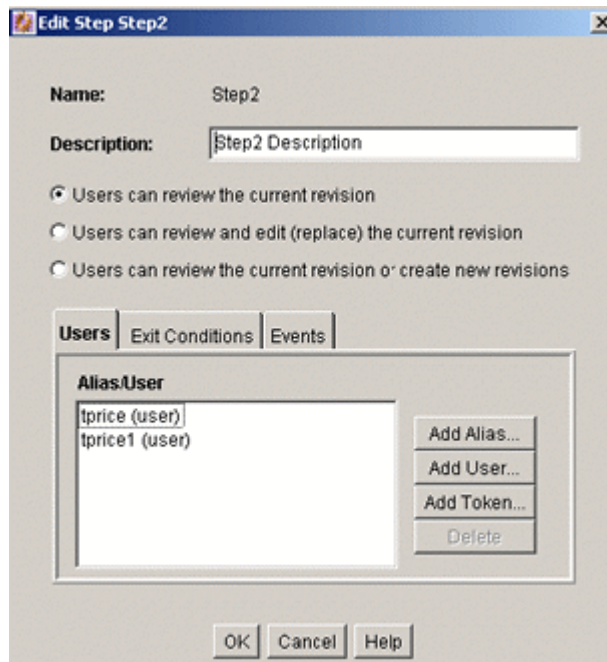 Edit Step Step2
Name: Step2
Description: Step2 Description
Users can review the current revision
Users can review and edit (replace) the current revision
Users can review the current revision or create new revisions
Users Exit Conditions Events
Alias/User
tprice (user)
tprice1 (user)
Add Alias...
Add User...
Add Token...
Delete
OK Cancel Help